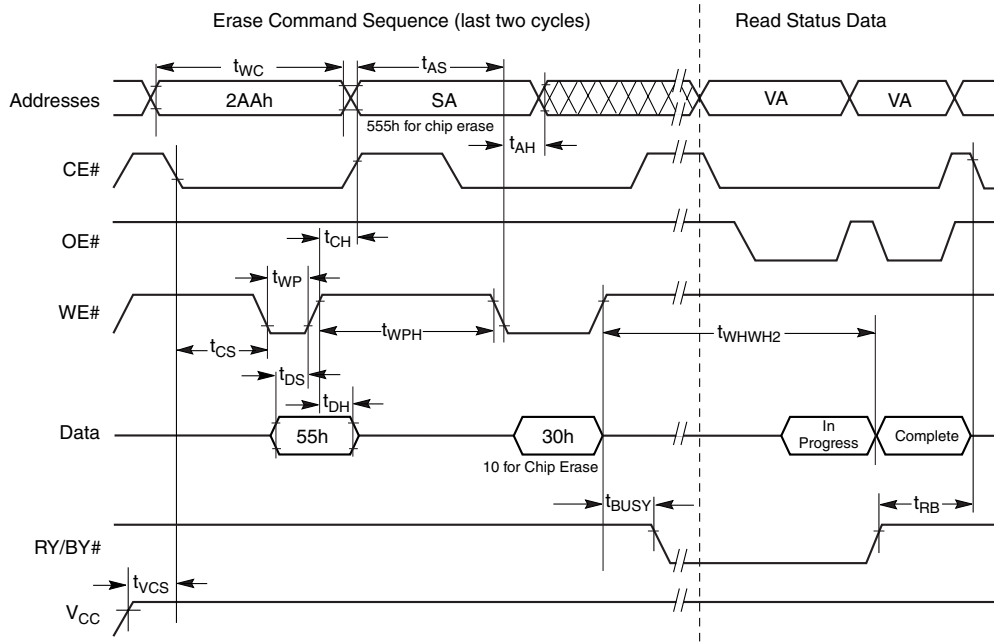 Erase Command Sequence (last two cycles)
Read Status Data
tWC
tAS
Addresses
2AAh
SA
VA
VA
555h for chip erase
tAH
CE#
OE#
tCH
tWP
WE#
tWPH
tWHWH2
tCS
tDS
tDH
Data
55h
30h
In
Progress
Complete
10 for Chip Erase
tBUSY
tRB
RY/BY#
tVCS
VCC